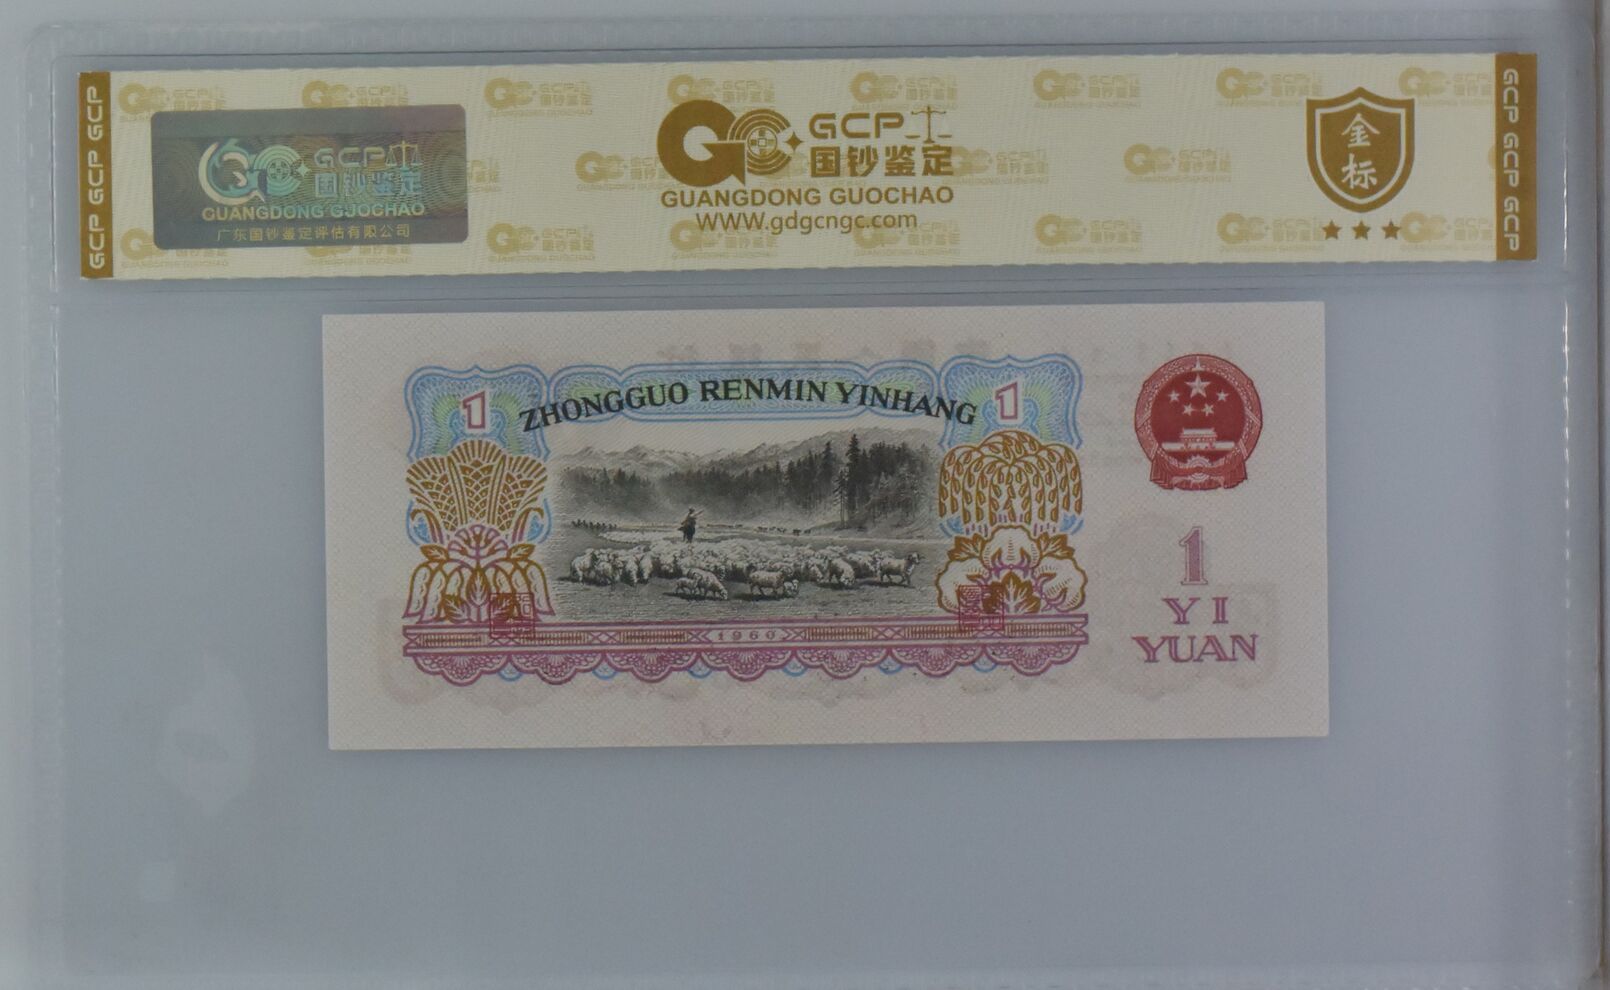 GCP GCP GCP
GCP
国钞鉴定
GUANGDONG GUOCHAO
广东国钞鉴定评估有限公司
GCP
国钞鉴定
GUANGDONG GUOCHAO
WWW.gdgcngc.com
金标
GCP GCP GCP
1
ZHONGGUO RENMIN YINHANG
1
1960
1
YI
YUAN